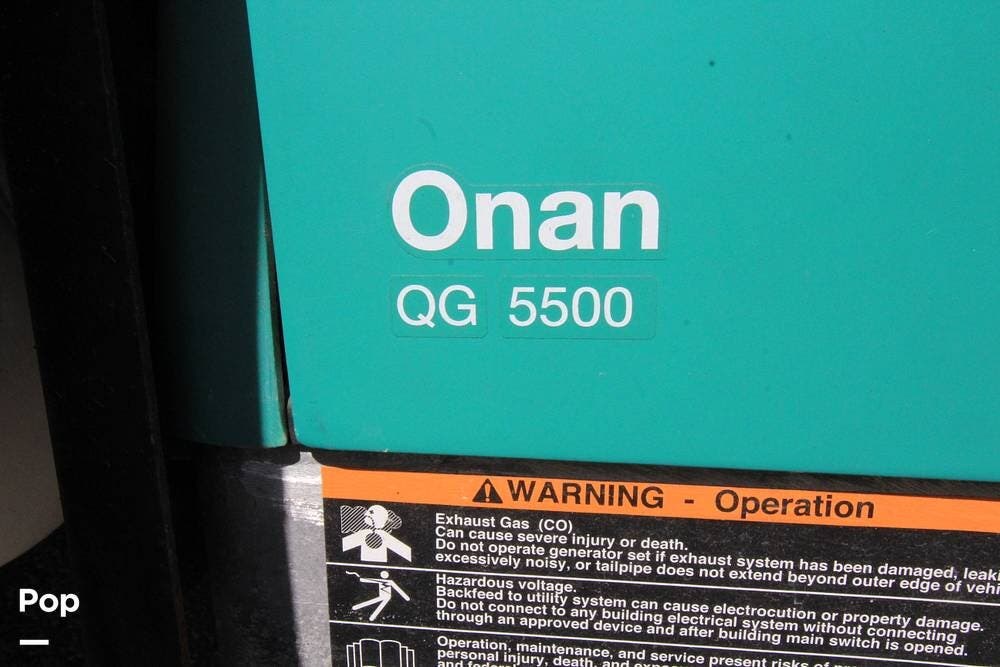 Onan
QG 5500
WARNING - Operation
Exhaust Gas (CO)
Can cause severe injury or death.
Do not operate generator set if exhaust system has been damaged,
excessively noisy, or tailpipe does not extend beyond outer edge of
Hazardous voltage.
Backfeed to utility system can cause electrocution or property damage.
Do not connect to any building electrical system without connecting
through an approved device and after building main switch is opened.
Operation, maintenance, and service present risks of
personal injury, death, and
Pop